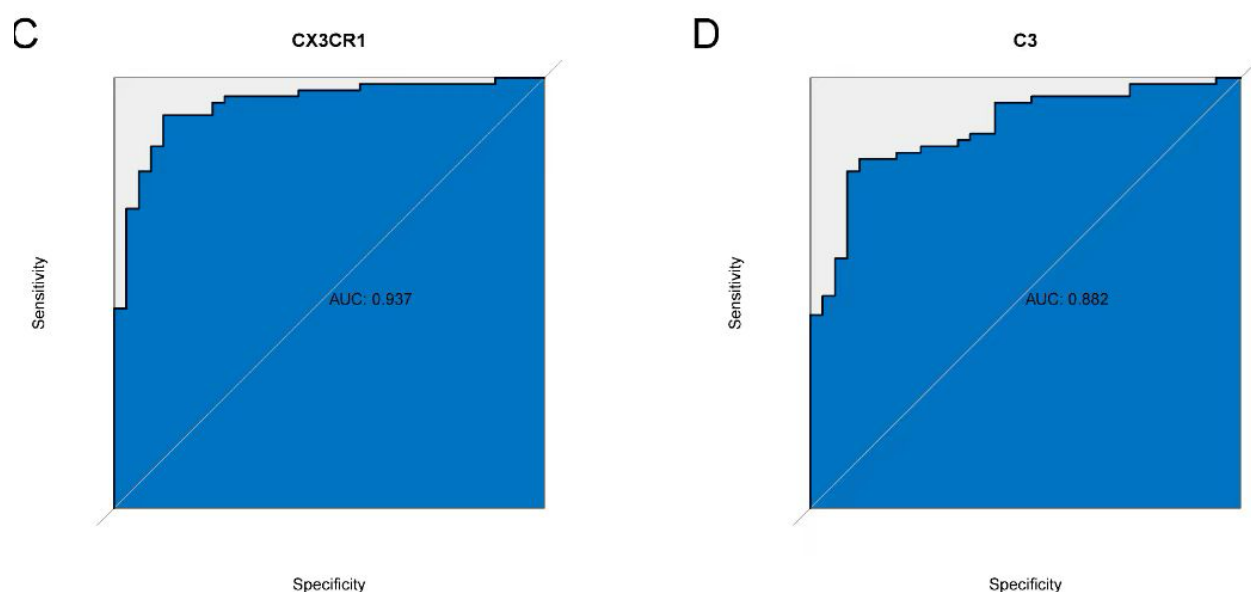 C
CX3CR1
Sensitivity
AUC: 0.937
Specificity
D
C3
Sensitivity
AUC: 0.882
Specificity